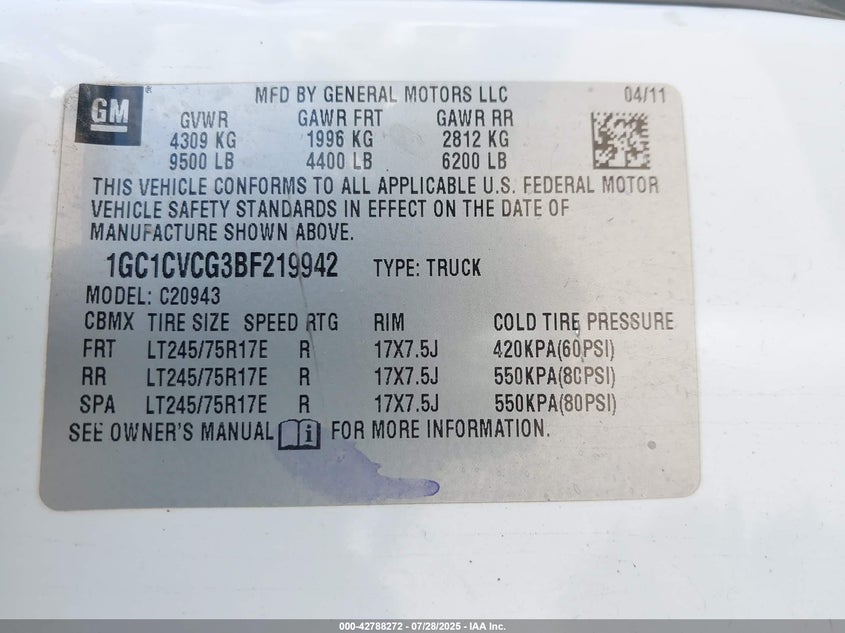 GM
MFD BY GENERAL MOTORS LLC 04/11
GVWR GAWR FRT GAWR RR
4309 KG 1996 KG 2812 KG
9500 LB 4400 LB 6200 LB
THIS VEHICLE CONFORMS TO ALL APPLICABLE U.S. FEDERAL MOTOR
VEHICLE SAFETY STANDARDS IN EFFECT ON THE DATE OF
MANUFACTURE SHOWN ABOVE.
1GC1CVCG3BF219942 TYPE: TRUCK
MODEL: C20943
CBMX TIRE SIZE SPEED RTG RIM COLD TIRE PRESSURE
FRT LT245/75R17E R 17X7.5J 420KPA(60PSI)
RR LT245/75R17E R 17X7.5J 550KPA(80PSI)
SPA LT245/75R17E R 17X7.5J 550KPA(80PSI)
SEE OWNER'S MANUAL i FOR MORE INFORMATION.
000-42788272 - 07/28/2025 - IAA Inc.